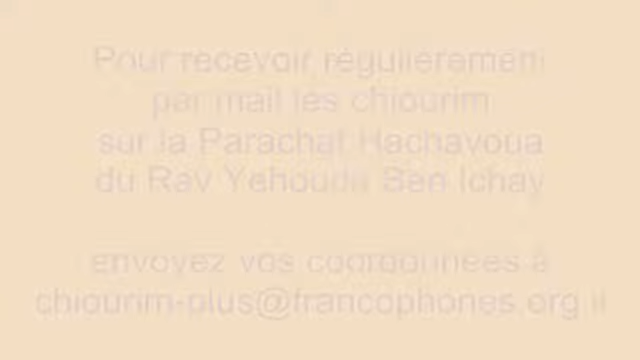 Pour recevoir régulièrement
par mail les chiourim
sur la Parachat Hachavoua
du Rav Yehouda Ben Ichay
envoyez vos coordonnées à
chiourim-plus@francophones.org.il